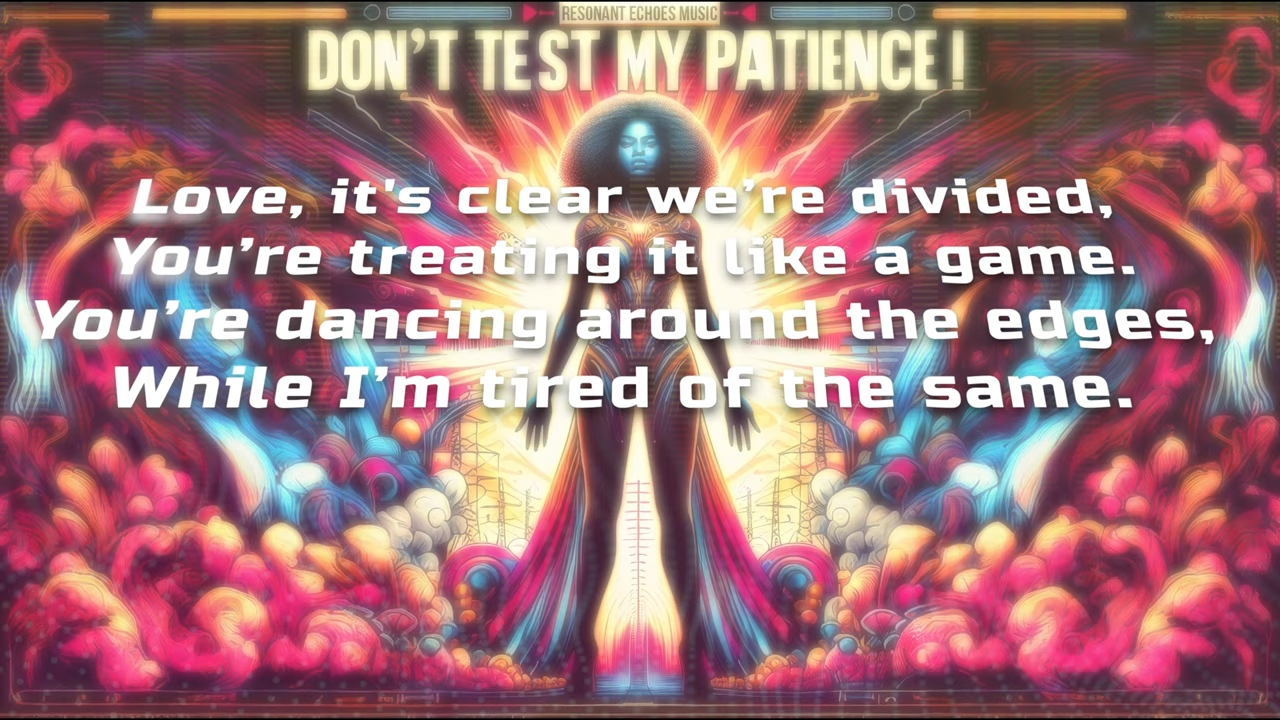 RESONANT ECHOES MUSIC
DON’T TEST MY PATIENCE!
Love, it's clear we’re divided,
You’re treating it like a game.
You’re dancing around the edges,
While I’m tired of the same.